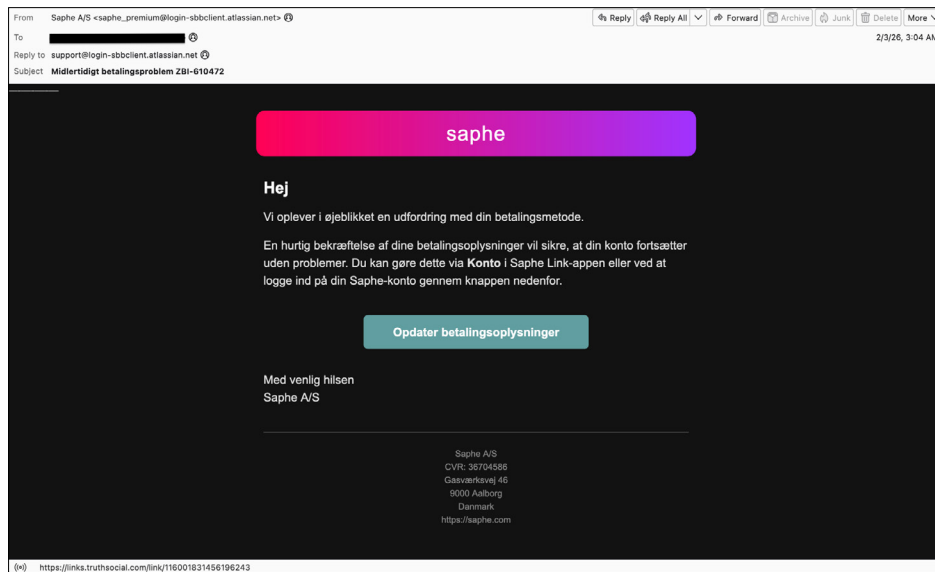 From Saphe A/S <saphe_premium@login-sbbclient.atlassian.net>
Reply Reply All Forward Archive Junk Delete More
To
2/3/26, 3:04 AM
Reply to support@login-sbbclient.atlassian.net
Subject Midlertidigt betalingsproblem ZBI-610472
saphe
Hej
Vi oplever i øjeblikket en udfordring med din betalingsmetode.
En hurtig bekræftelse af dine betalingsoplysninger vil sikre, at din konto fortsætter
uden problemer. Du kan gøre dette via Konto i Saphe Link-appen eller ved at
logge ind på din Saphe-konto gennem knappen nedenfor.
Opdater betalingsoplysninger
Med venlig hilsen
Saphe A/S
Saphe A/S
CVR: 36704586
Gasværksvej 46
9000 Aalborg
Danmark
https://saphe.com
https://links.truthsocial.com/link/116001831456196243